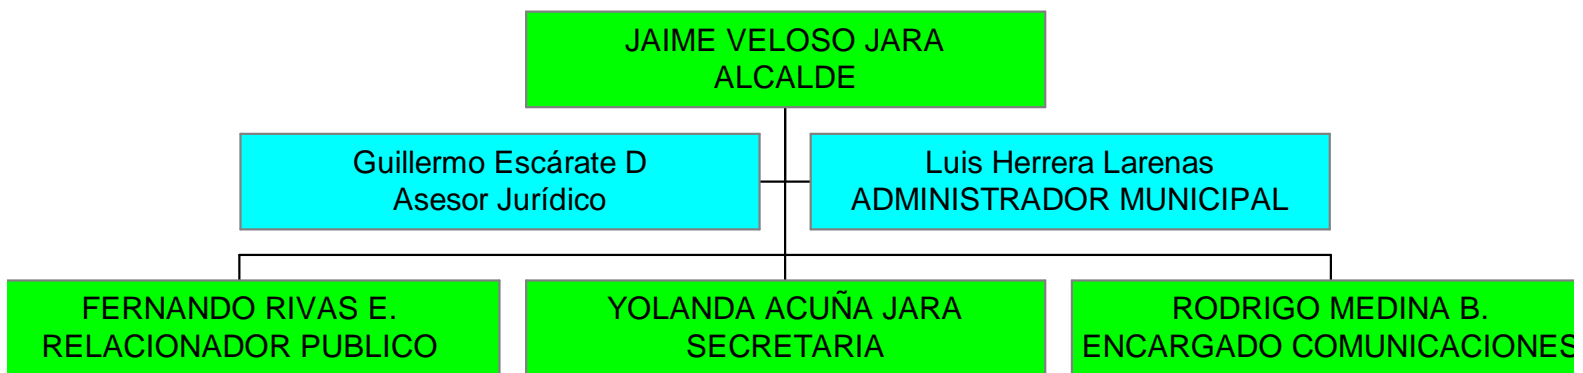 JAIME VELOSO JARA
ALCALDE
Guillermo Escárate D
Asesor Jurídico
Luis Herrera Larenas
ADMINISTRADOR MUNICIPAL
FERNANDO RIVAS E.
RELACIONADOR PUBLICO
YOLANDA ACUÑA JARA
SECRETARIA
RODRIGO MEDINA B.
ENCARGADO COMUNICACIONES